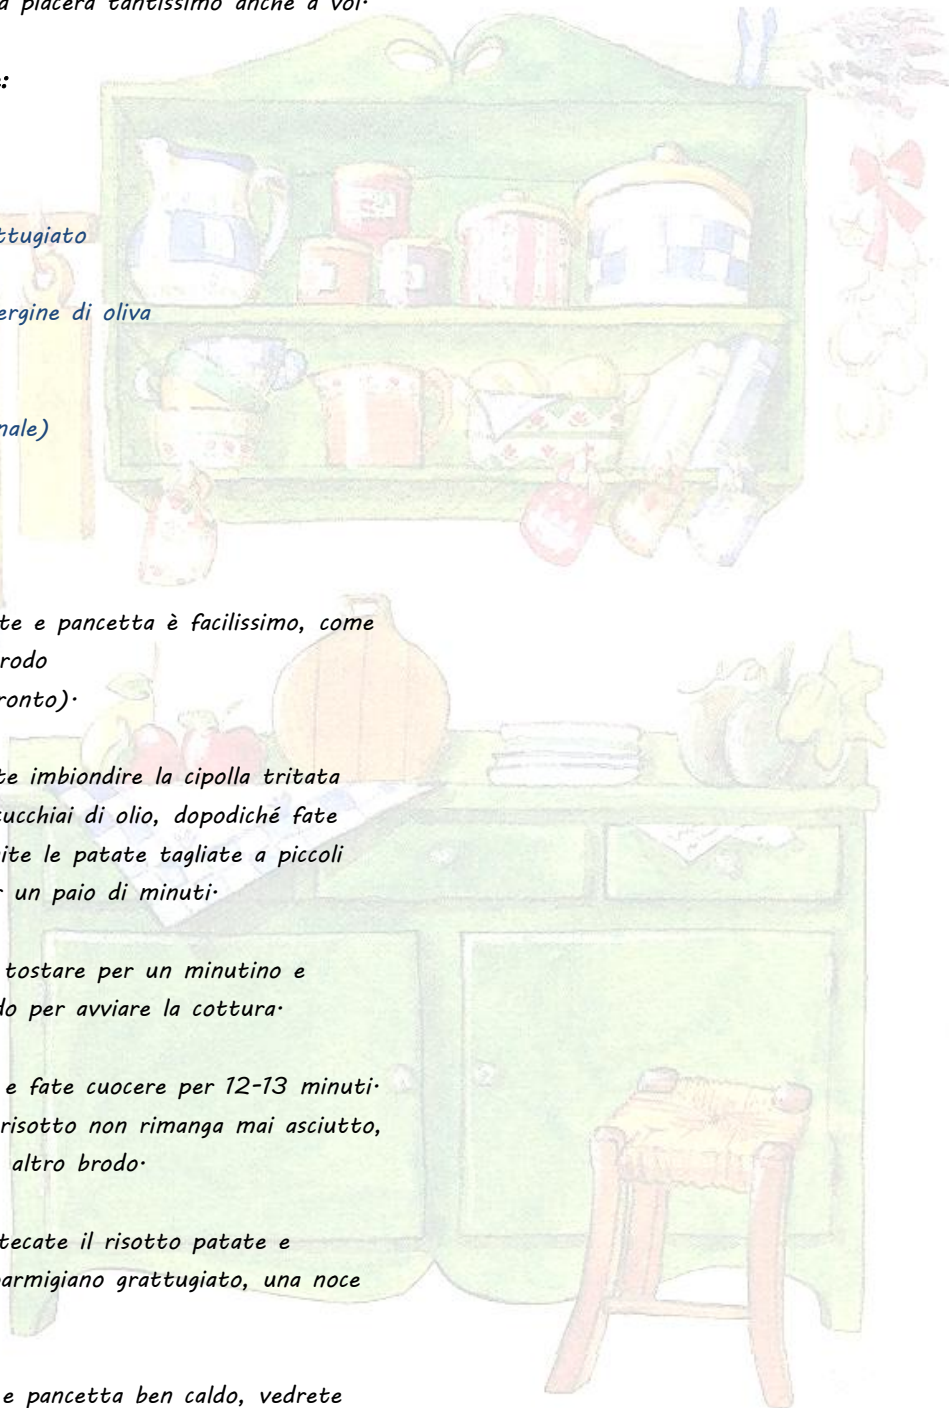 a piacerà tantissimo anche a voi.
:
ttugiato
ergine di oliva
nale)
te e pancetta è facilissimo, come
rodo
ronto).
te imbiondire la cipolla tritata
cucchiai di olio, dopodiché fate
ite le patate tagliate a piccoli
r un paio di minuti.
tostare per un minutino e
do per avviare la cottura.
e fate cuocere per 12-13 minuti.
risotto non rimanga mai asciutto,
altro brodo.
tecate il risotto patate e
parmigiano grattugiato, una noce
e pancetta ben caldo, vedrete